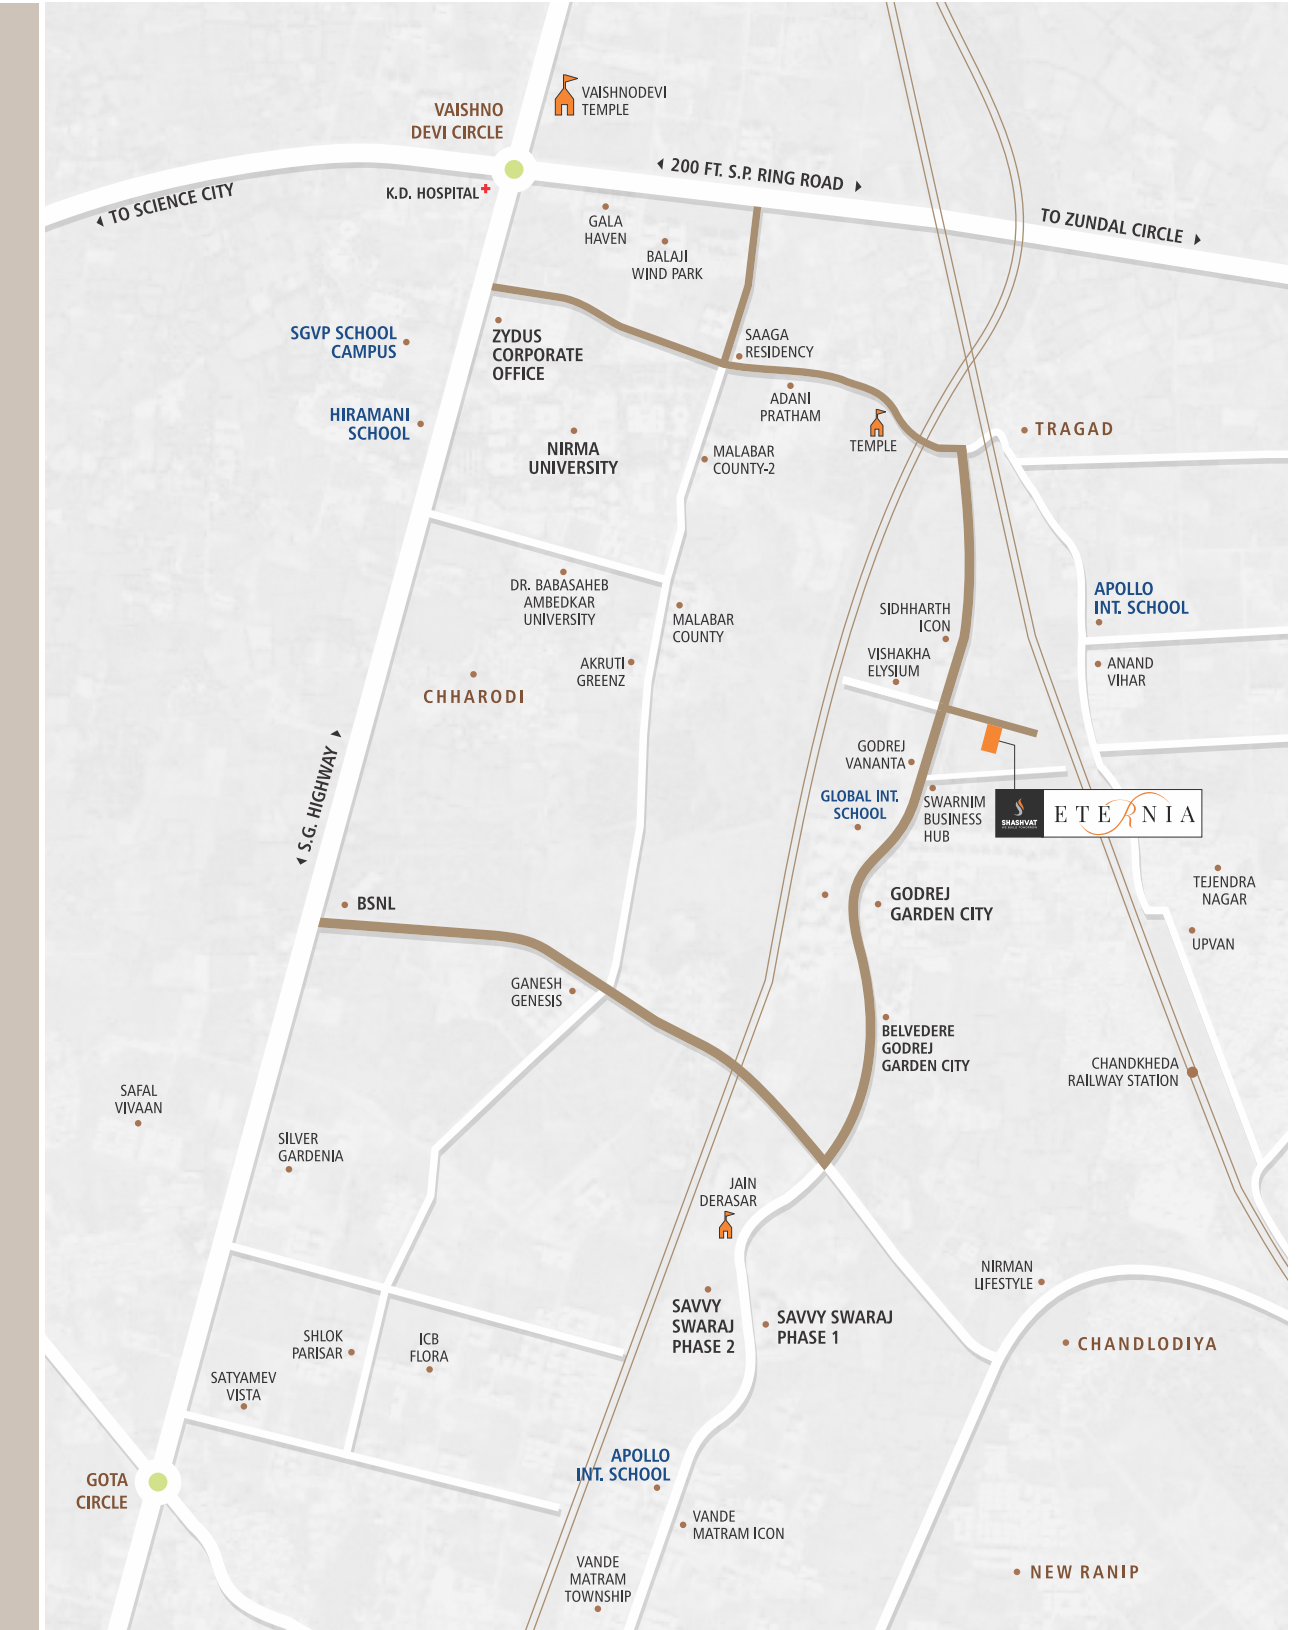 VAISHNODEVI
TEMPLE
VAISHNO
DEVI CIRCLE
200 FT. S.P. RING ROAD
TO SCIENCE CITY
K.D. HOSPITAL
TO ZUNDAL CIRCLE
GALA
HAVEN
BALAJI
WIND PARK
SGVP SCHOOL
CAMPUS
ZYDUS
CORPORATE
OFFICE
SAAGA
RESIDENCY
ADANI
PRATHAM
HIRAMANI
SCHOOL
NIRMA
UNIVERSITY
MALABAR
COUNTY-2
TEMPLE
TRAGAD
DR. BABASAHEB
AMBEDKAR
UNIVERSITY
MALABAR
COUNTY
SIDHHARTH
ICON
APOLLO
INT. SCHOOL
AKRUTI
GREENZ
VISHAKHA
ELYSIUM
ANAND
VIHAR
CHHARODI
S.G. HIGHWAY
GODREJ
VANANTA
GLOBAL INT.
SCHOOL
SWARNIM
BUSINESS
HUB
SHASHVAT
ETERNIA
BSNL
GODREJ
GARDEN CITY
TEJENDRA
NAGAR
UPVAN
GANESH
GENESIS
BELVEDERE
GODREJ
GARDEN CITY
CHANDKHEDA
RAILWAY STATION
SAFAL
VIVAAN
SILVER
GARDENIA
JAIN
DERASAR
NIRMAN
LIFESTYLE
SAVVY
SWARAJ
PHASE 2
SAVVY SWARAJ
PHASE 1
CHANDLODIYA
SHLOK
PARISAR
ICB
FLORA
SATYAMEV
VISTA
GOTA
CIRCLE
APOLLO
INT. SCHOOL
VANDE
MATRAM ICON
VANDE
MATRAM
TOWNSHIP
NEW RANIP